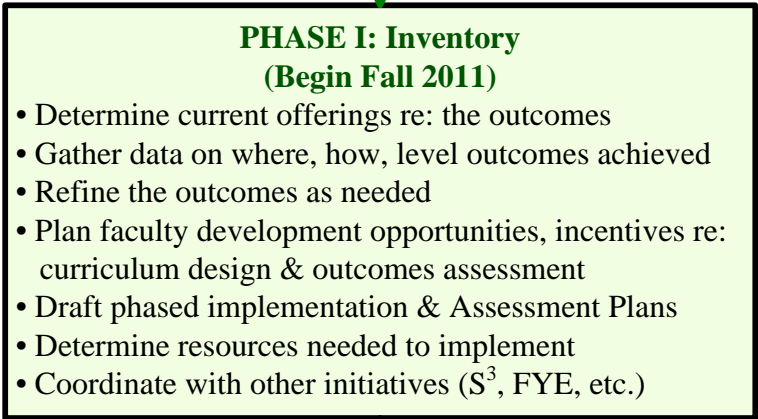 PHASE I: Inventory
(Begin Fall 2011)
• Determine current offerings re: the outcomes
• Gather data on where, how, level outcomes achieved
• Refine the outcomes as needed
• Plan faculty development opportunities, incentives re:
curriculum design & outcomes assessment
• Draft phased implementation & Assessment Plans
• Determine resources needed to implement
• Coordinate with other initiatives (S³, FYE, etc.)